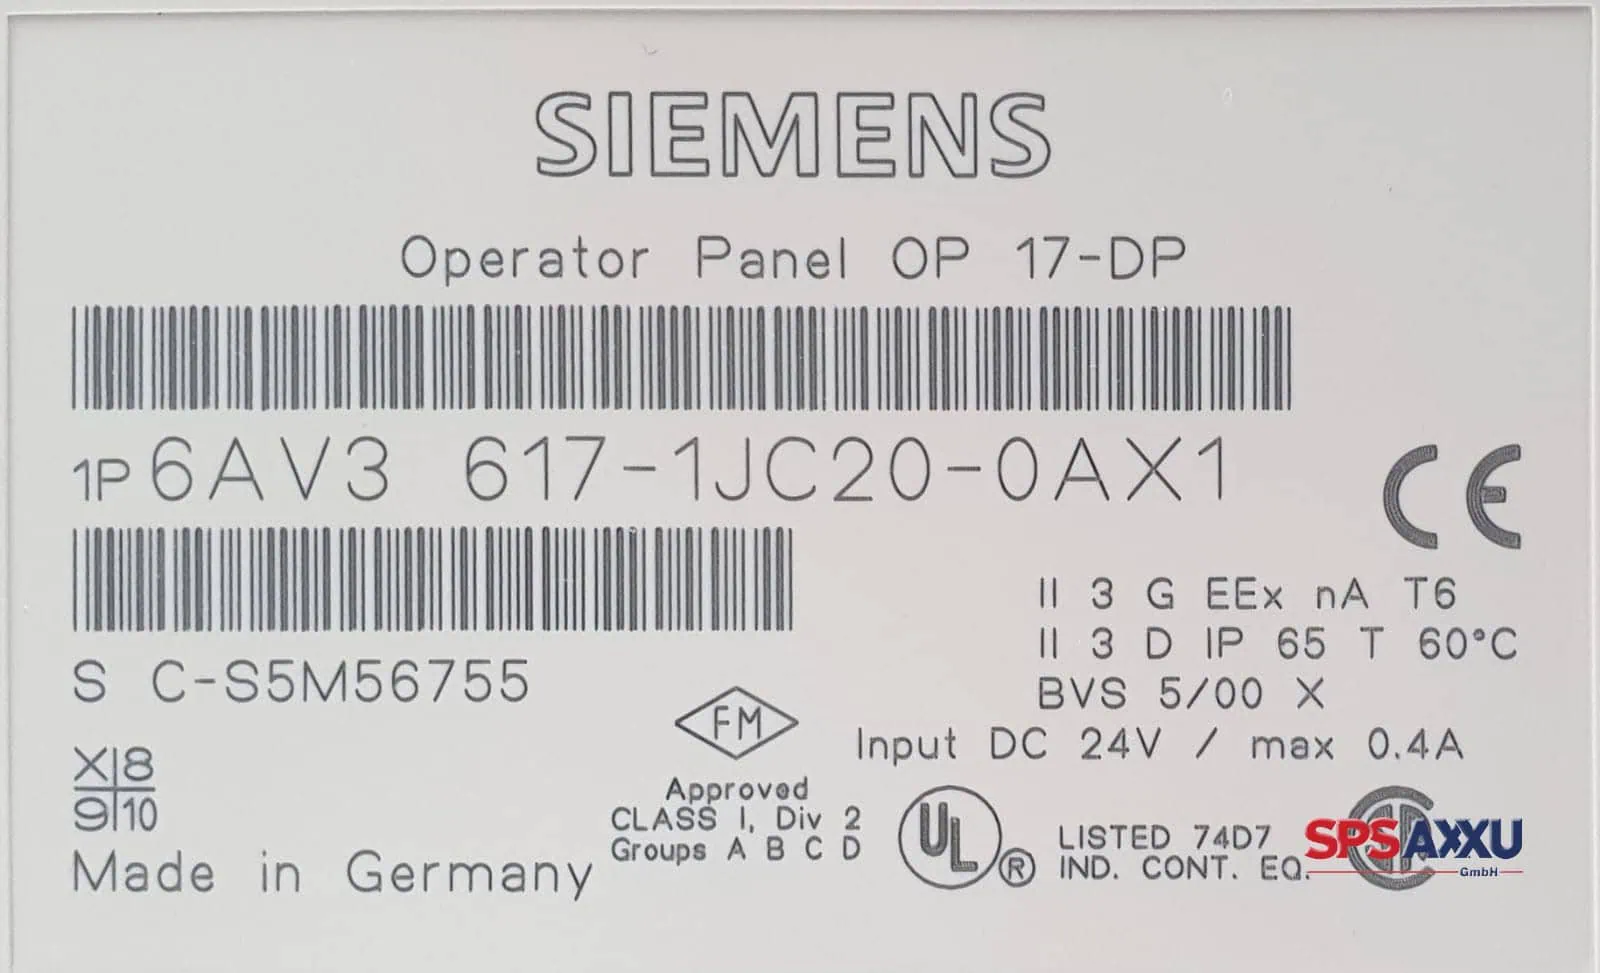 SIEMENS
Operator Panel OP 17-DP
1P 6AV3 617-1JC20-0AX1
CE
S C-S5M56755
II 3 G EEx nA T6
II 3 D IP 65 T 60°C
BVS 5/00 X
Input DC 24V / max 0.4A
X 8
9 10
Made in Germany
FM
Approved
CLASS I, Div 2
Groups A B C D
UL ®
LISTED 74D7
IND. CONT. EQ.
SPSAXXU
GmbH